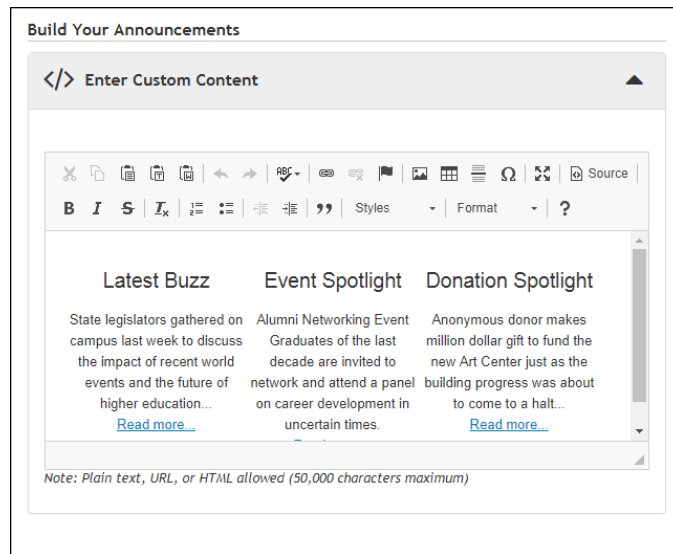 Build Your Announcements
</> Enter Custom Content
ABC
Source
B I S Tx Styles Format ?
Latest Buzz
State legislators gathered on
campus last week to discuss
the impact of recent world
events and the future of
higher education...
Read more...
Event Spotlight
Alumni Networking Event
Graduates of the last
decade are invited to
network and attend a panel
on career development in
uncertain times.
Donation Spotlight
Anonymous donor makes
million dollar gift to fund the
new Art Center just as the
building progress was about
to come to a halt...
Read more...
Note: Plain text, URL, or HTML allowed (50,000 characters maximum)